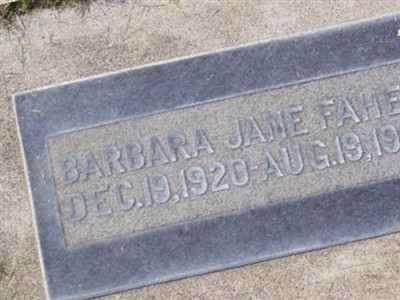 BARBARA JANE FAHE
DEC. 19, 1920 - AUG. 19, 19